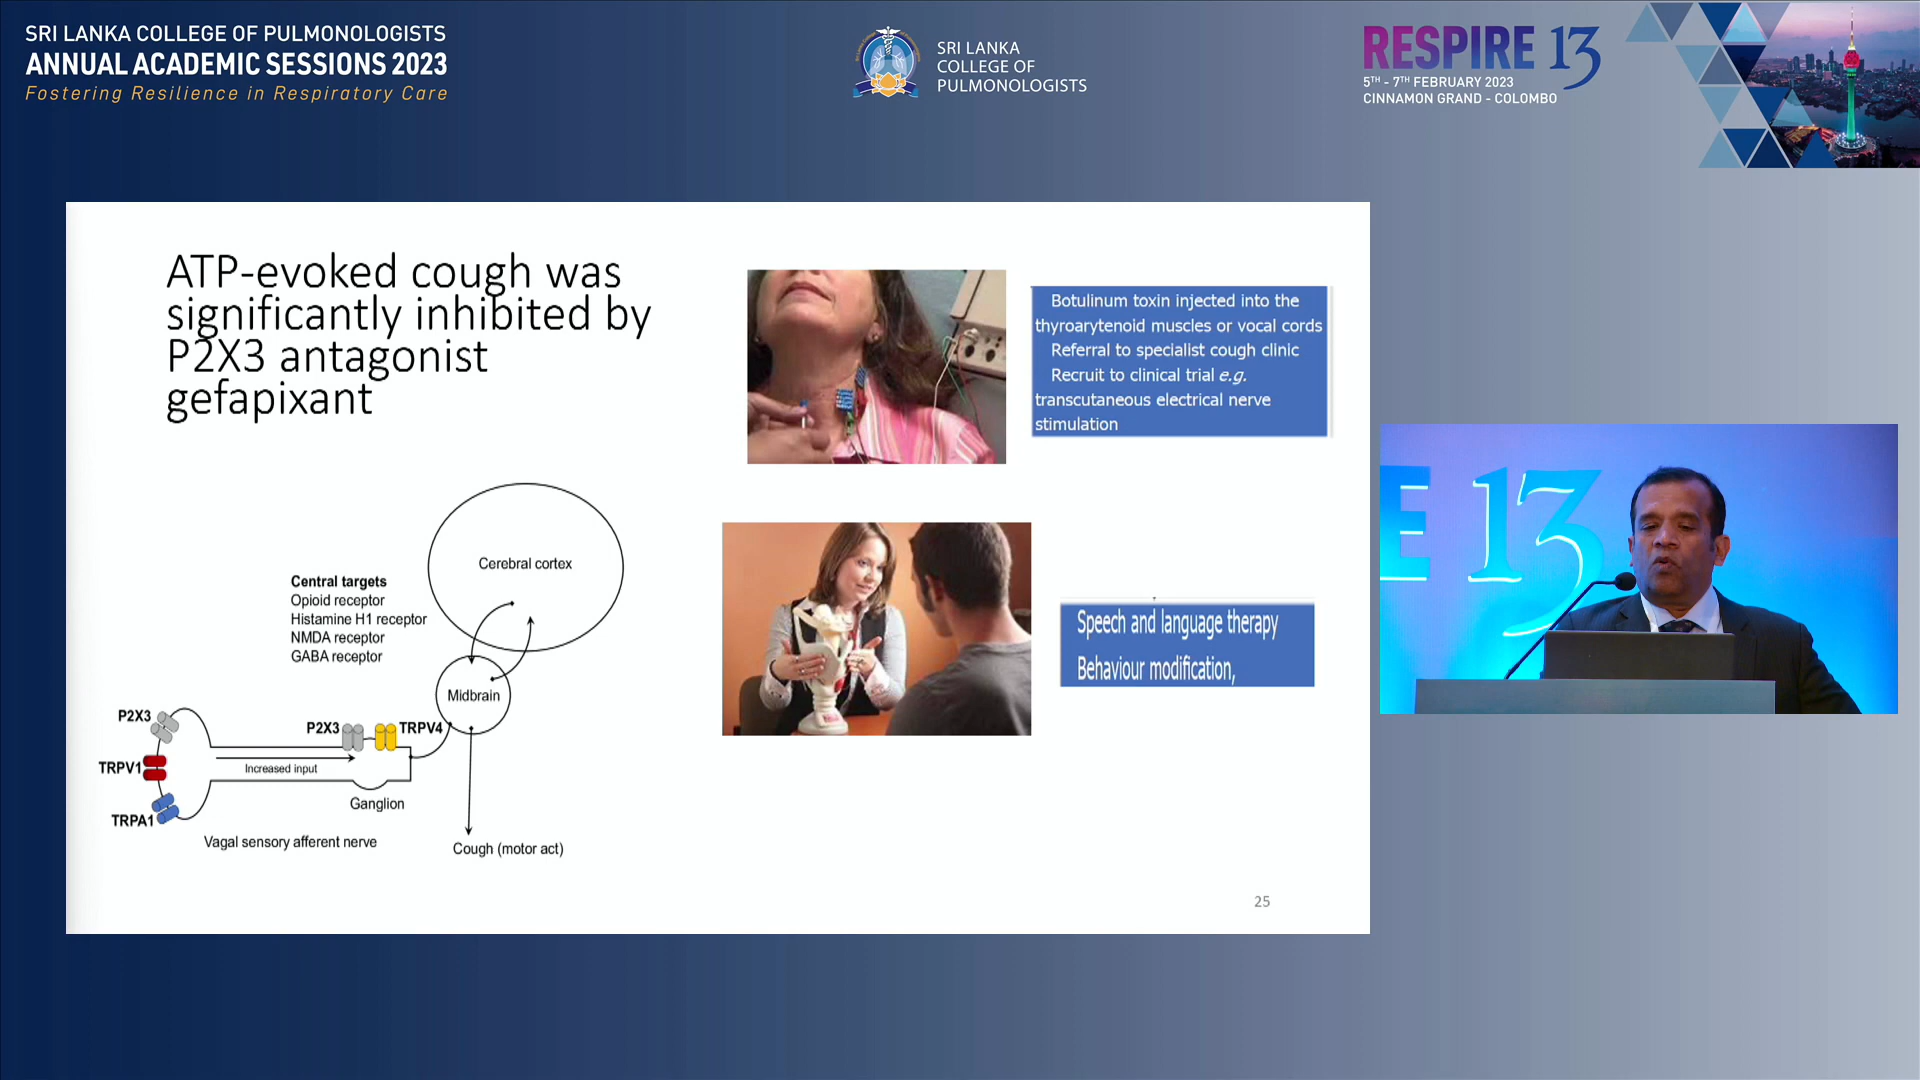 SRI LANKA COLLEGE OF PULMONOLOGISTS
ANNUAL ACADEMIC SESSIONS 2023
Fostering Resilience in Respiratory Care
SRI LANKA
COLLEGE OF
PULMONOLOGISTS
RESPIRE 13
5TH - 7TH FEBRUARY 2023
CINNAMON GRAND - COLOMBO
ATP-evoked cough was
significantly inhibited by
P2X3 antagonist
gefapixant
Botulinum toxin injected into the
thyroarytenoid muscles or vocal cords
Referral to specialist cough clinic
Recruit to clinical trial e.g.
transcutaneous electrical nerve
stimulation
Cerebral cortex
Central targets
Opioid receptor
Histamine H1 receptor
NMDA receptor
GABA receptor
Midbrain
P2X3
P2X3
TRPV4
TRPV1
Increased input
Ganglion
TRPA1
Vagal sensory afferent nerve
Cough (motor act)
Speech and language therapy
Behaviour modification,
25
E 13